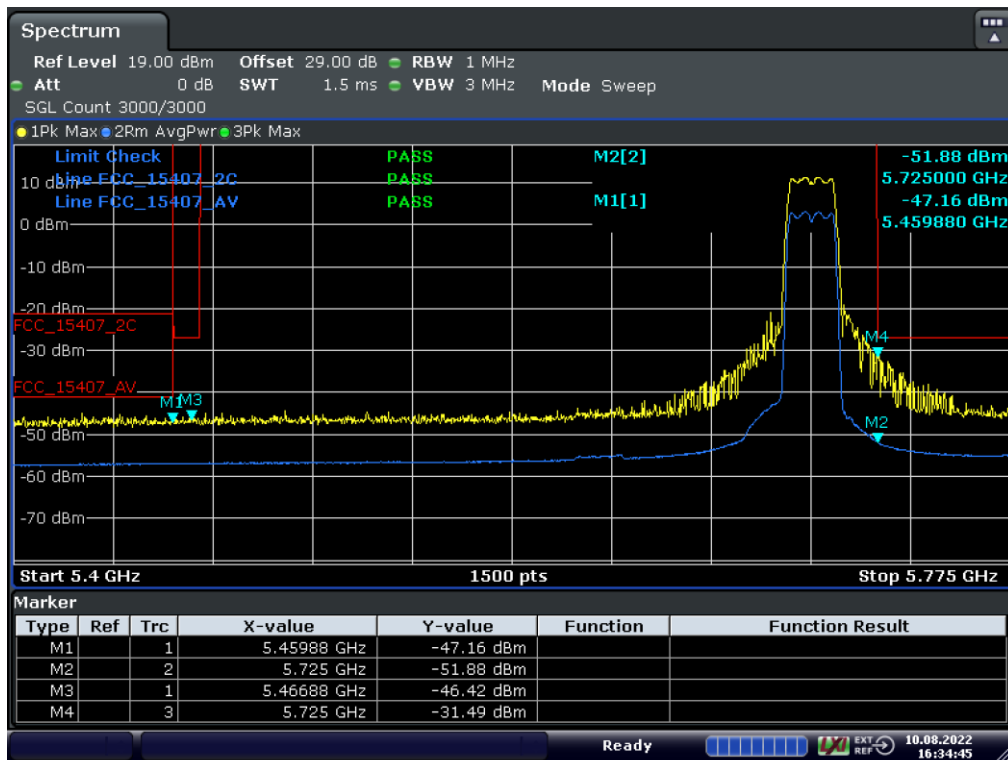 Spectrum
Ref Level 19.00 dBm Offset 29.00 dB RBW 1 MHz
Att 0 dB SWT 1.5 ms VBW 3 MHz Mode Sweep
SGL Count 3000/3000
1Pk Max 2Rm AvgPwr 3Pk Max
Limit Check PASS M2[2] -51.88 dBm
10 dBm Line FCC_15407_2C PASS 5.725000 GHz
Line FCC_15407_AV PASS M1[1] -47.16 dBm
0 dBm 5.459880 GHz
-10 dBm
-20 dBm
FCC_15407_2C
-30 dBm M4
FCC_15407_AV
M1 M3
-50 dBm M2
-60 dBm
-70 dBm
Start 5.4 GHz 1500 pts Stop 5.775 GHz
Marker
Type Ref Trc X-value Y-value Function Function Result
M1 1 5.45988 GHz -47.16 dBm
M2 2 5.725 GHz -51.88 dBm
M3 1 5.46688 GHz -46.42 dBm
M4 3 5.725 GHz -31.49 dBm
Ready LXI EXT REF 10.08.2022
16:34:45